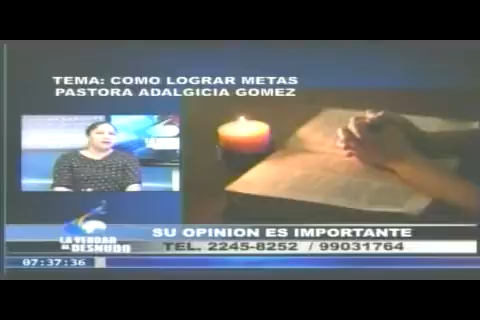 TEMA: COMO LOGRAR METAS
PASTORA ADALGICIA GOMEZ
SU OPINION ES IMPORTANTE
LA VERDAD
AL DESNUDO
TEL. 2245-8252 / 99031764
07:37:36